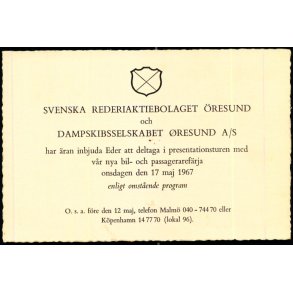 SVENSKA REDERIAKTIEBOLAGET ÖRESUND
och
DAMPSKIBSSELSKABET ØRESUND A/S
har äran inbjuda Eder att deltaga i presentationsturen med
vår nya bil- och passagerarefärja
onsdagen den 17 maj 1967
enligt omstående program
O. s. a. före den 12 maj, telefon Malmö 040 - 744 70 eller
Köpenhamn 14 77 70 (lokal 96).